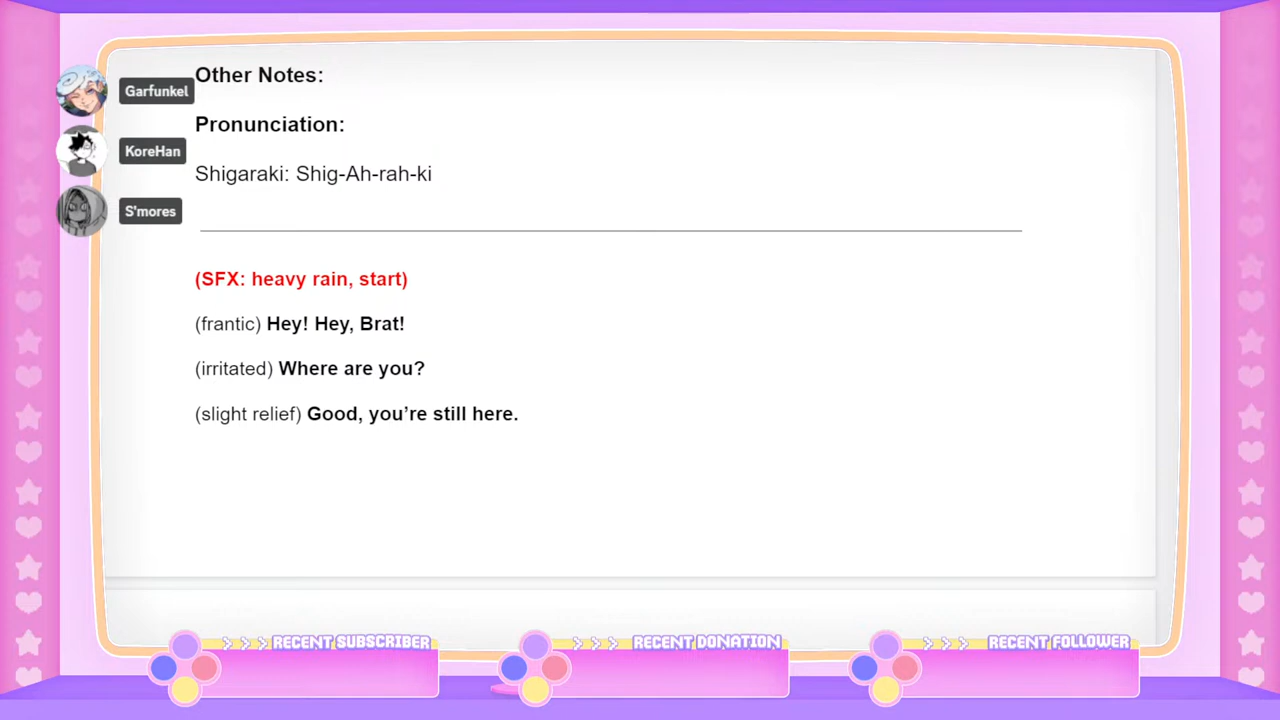 Other Notes:
Garfunkel
Pronunciation:
KoreHan
Shigaraki: Shig-Ah-rah-ki
S'mores
(SFX: heavy rain, start)
(frantic) Hey! Hey, Brat!
(irritated) Where are you?
(slight relief) Good, you’re still here.
> > > RECENT SUBSCRIBER
> > > RECENT DONATION
> > > RECENT FOLLOWER